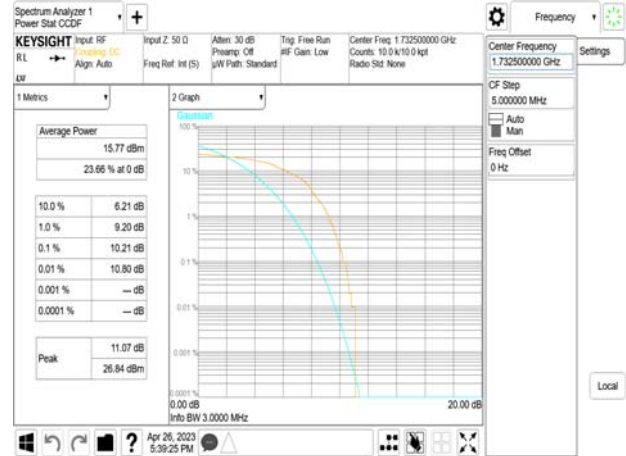 Spectrum Analyzer 1
Power Stat CCDF
Frequency
KEYSIGHT
RL
Input: RF
Coupling: DC
Align: Auto
Input Z: 50 Ω
Freq Ref: Int (S)
Atten: 30 dB
Preamp: Off
µW Path: Standard
Trig: Free Run
#IF Gain: Low
Center Freq: 1.732500000 GHz
Counts: 10.0 k/10.0 kpt
Radio Std: None
Center Frequency
1.732500000 GHz
Settings
CF Step
5.000000 MHz
Auto
Man
Freq Offset
0 Hz
Local
1 Metrics
Average Power
15.77 dBm
23.66 % at 0 dB
10.0 % 6.21 dB
1.0 % 9.20 dB
0.1 % 10.21 dB
0.01 % 10.80 dB
0.001 % --- dB
0.0001 % --- dB
Peak
11.07 dB
26.84 dBm
2 Graph
Gaussian
100 %
10 %
1 %
0.1 %
0.01 %
0.001 %
0.0001 %
0.00 dB
20.00 dB
Info BW 3.0000 MHz
?
Apr 26, 2023
5:39:25 PM